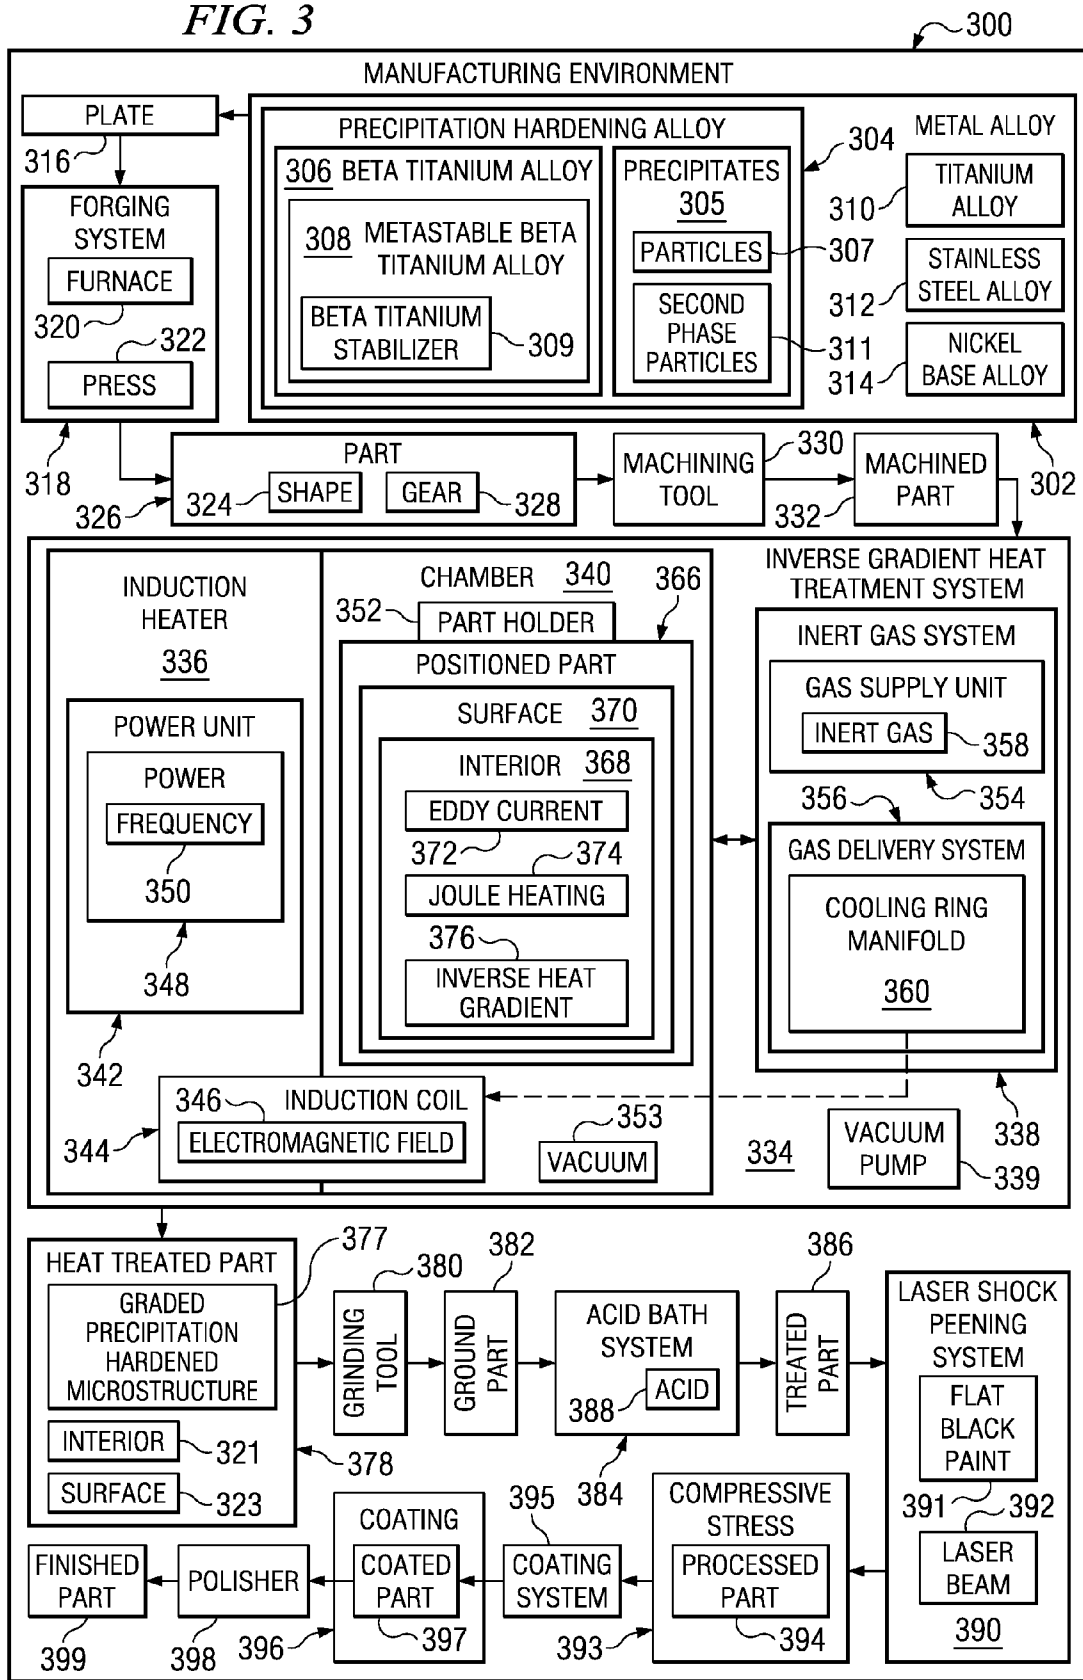 FIG. 3
300
MANUFACTURING ENVIRONMENT
PLATE
316
PRECIPITATION HARDENING ALLOY
306 BETA TITANIUM ALLOY
308 METASTABLE BETA
TITANIUM ALLOY
BETA TITANIUM
STABILIZER
309
PRECIPITATES
305
PARTICLES
307
SECOND
PHASE
PARTICLES
311
304
METAL ALLOY
TITANIUM
ALLOY
310
STAINLESS
STEEL ALLOY
312
NICKEL
BASE ALLOY
314
302
FORGING
SYSTEM
FURNACE
320
322
PRESS
318
PART
326
324
SHAPE
GEAR
328
MACHINING
TOOL
330
MACHINED
PART
332
INVERSE GRADIENT HEAT
TREATMENT SYSTEM
INDUCTION
HEATER
336
POWER UNIT
POWER
FREQUENCY
350
348
342
CHAMBER 340
352
PART HOLDER
366
POSITIONED PART
SURFACE 370
INTERIOR 368
EDDY CURRENT
372
374
JOULE HEATING
376
INVERSE HEAT
GRADIENT
INERT GAS SYSTEM
GAS SUPPLY UNIT
INERT GAS
358
356
354
GAS DELIVERY SYSTEM
COOLING RING
MANIFOLD
360
338
346
INDUCTION COIL
ELECTROMAGNETIC FIELD
344
353
VACUUM
334
VACUUM
PUMP
339
HEAT TREATED PART
377
GRADED
PRECIPITATION
HARDENED
MICROSTRUCTURE
INTERIOR
321
SURFACE
323
378
380
GRINDING
TOOL
382
GROUND
PART
ACID BATH
SYSTEM
388
ACID
384
386
TREATED
PART
LASER SHOCK
PEENING
SYSTEM
FLAT
BLACK
PAINT
391
392
LASER
BEAM
390
COMPRESSIVE
STRESS
PROCESSED
PART
393
394
395
COATING
SYSTEM
COATING
COATED
PART
396
397
POLISHER
398
FINISHED
PART
399